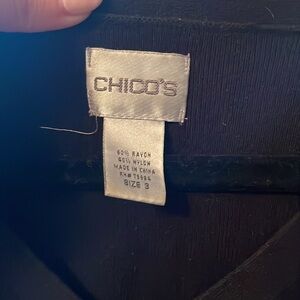 CHICO'S
60% RAYON
40% NYLON
MADE IN CHINA
SIZE 3